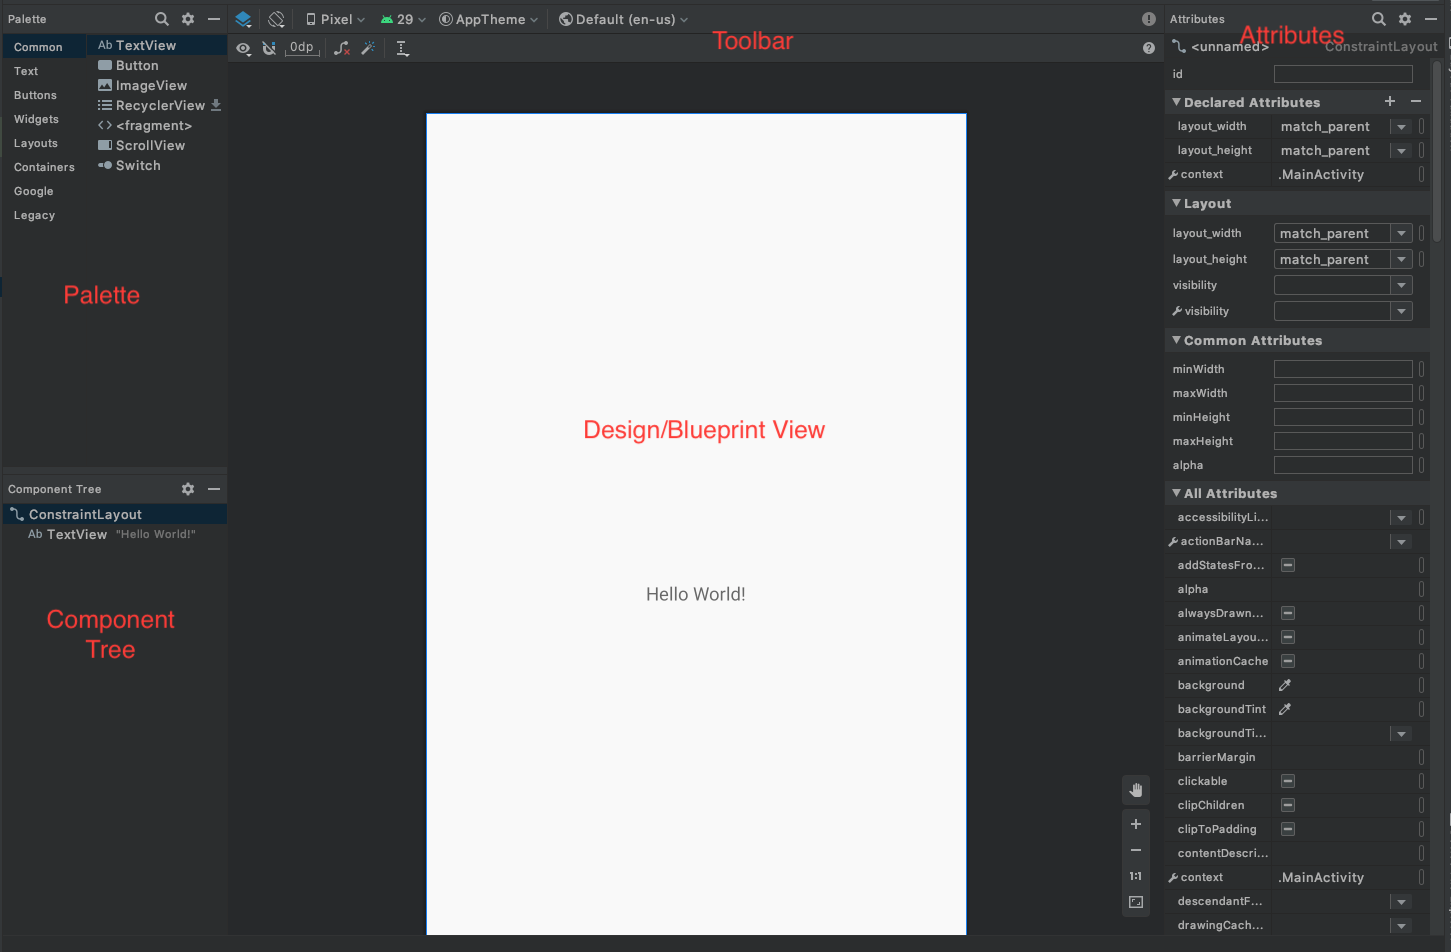 Palette
Common
Text
Buttons
Widgets
Layouts
Containers
Google
Legacy
Ab TextView
Button
ImageView
RecyclerView
<> <fragment>
ScrollView
Switch
Palette
Component Tree
ConstraintLayout
Ab TextView "Hello World!"
Component
Tree
Pixel
29
AppTheme
Default (en-us)
0dp
Toolbar
Design/Blueprint View
Hello World!
1:1
Attributes
Attributes
<unnamed>
ConstraintLayout
id
Declared Attributes
layout_width match_parent
layout_height match_parent
context .MainActivity
Layout
layout_width match_parent
layout_height match_parent
visibility
visibility
Common Attributes
minWidth
maxWidth
minHeight
maxHeight
alpha
All Attributes
accessibilityLi...
actionBarNa...
addStatesFro...
alpha
alwaysDrawn...
animateLayou...
animationCache
background
backgroundTint
backgroundTi...
barrierMargin
clickable
clipChildren
clipToPadding
contentDescri...
context .MainActivity
descendantF...
drawingCach...